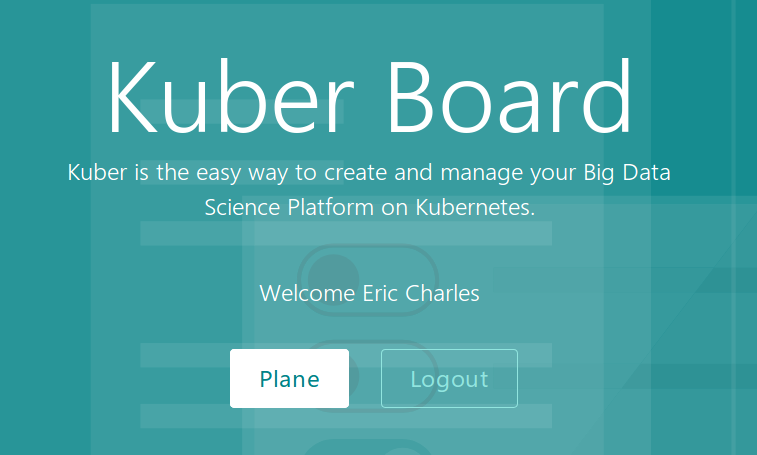 Kuber Board
Kuber is the easy way to create and manage your Big Data
Science Platform on Kubernetes.
Welcome Eric Charles
Plane
Logout